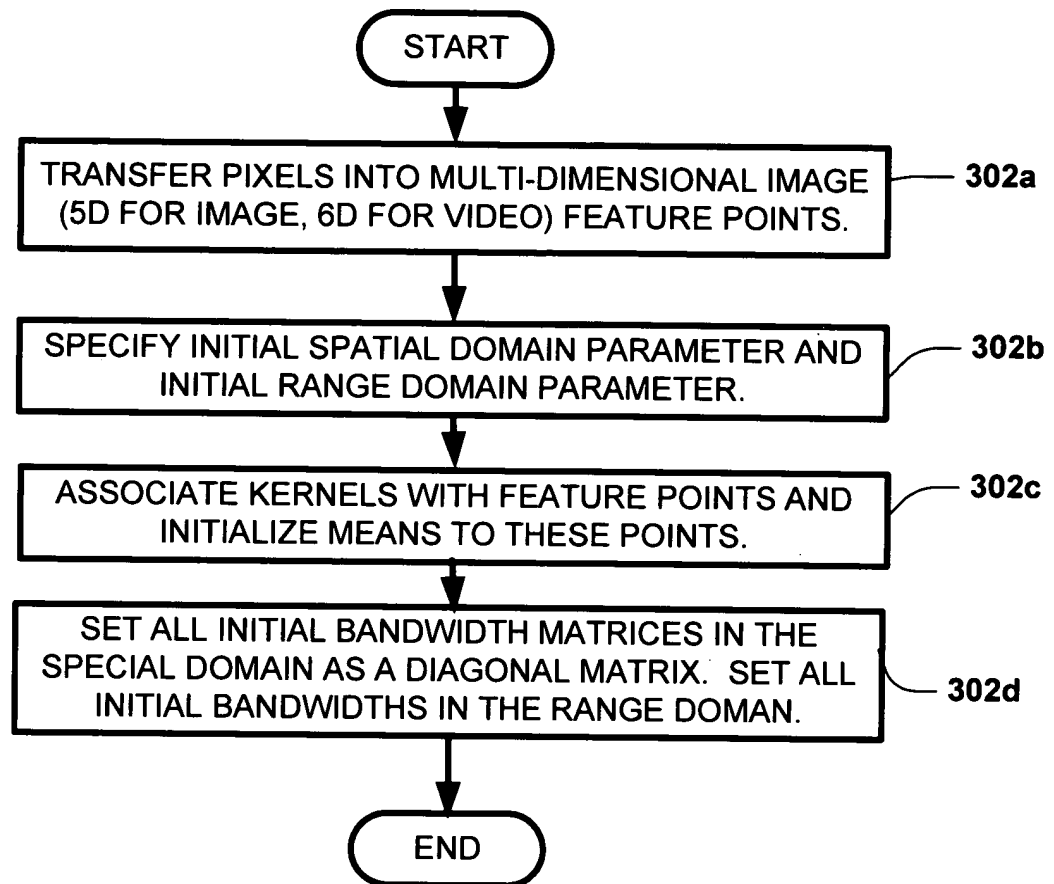 START
TRANSFER PIXELS INTO MULTI-DIMENSIONAL IMAGE
(5D FOR IMAGE, 6D FOR VIDEO) FEATURE POINTS.
302a
SPECIFY INITIAL SPATIAL DOMAIN PARAMETER AND
INITIAL RANGE DOMAIN PARAMETER.
302b
ASSOCIATE KERNELS WITH FEATURE POINTS AND
INITIALIZE MEANS TO THESE POINTS.
302c
SET ALL INITIAL BANDWIDTH MATRICES IN THE
SPECIAL DOMAIN AS A DIAGONAL MATRIX. SET ALL
INITIAL BANDWIDTHS IN THE RANGE DOMAN.
302d
END